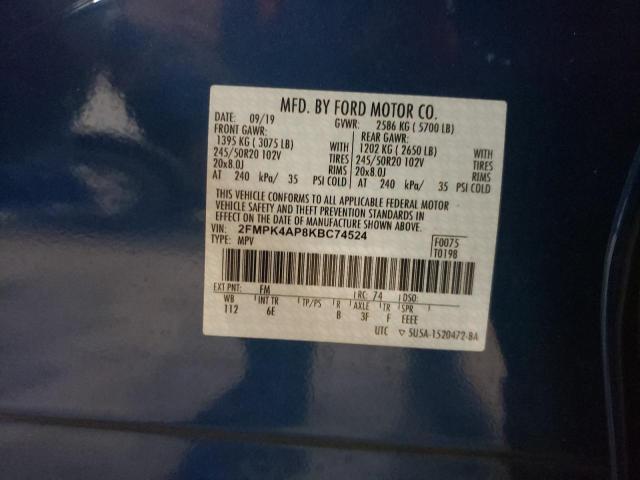 MFD. BY FORD MOTOR CO.
DATE: 09/19 GVWR: 2586 KG ( 5700 LB)
FRONT GAWR: REAR GAWR:
1395 KG ( 3075 LB) WITH 1202 KG ( 2650 LB) WITH
245/50R20 102V TIRES 245/50R20 102V TIRES
20x8.0J RIMS 20x8.0J RIMS
AT 240 kPa/ 35 PSI COLD AT 240 kPa/ 35 PSI COLD
THIS VEHICLE CONFORMS TO ALL APPLICABLE FEDERAL MOTOR
VEHICLE SAFETY AND THEFT PREVENTION STANDARDS IN
EFFECT ON THE DATE OF MANUFACTURE SHOWN ABOVE.
VIN: 2FMPK4AP8KBC74524 F0075
TYPE: MPV T0198
EXT PNT: FM RC: 74 DSO:
WB INT TR TP/PS R AXLE TR SPR
112 6E B 3F F EEEE
UTC ▽ 5U5A-1520472-BA